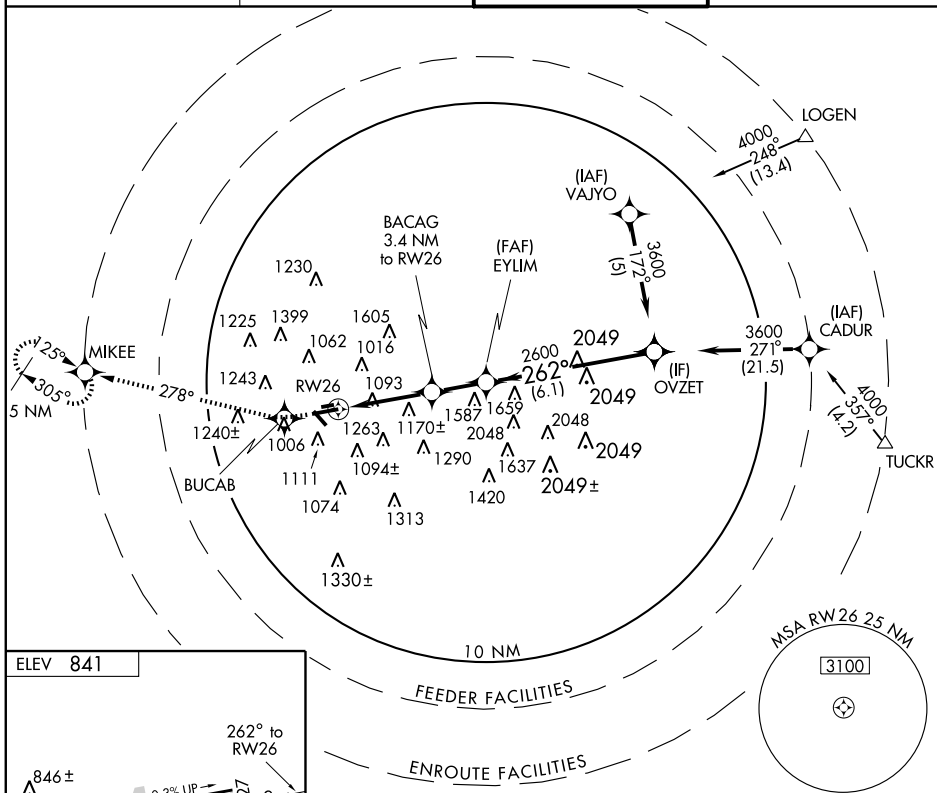 LOGEN
4000
248°
(13.4)
(IAF)
VAJYO
3600
172°
(5)
BACAG
3.4 NM
to RW26
(FAF)
EYLIM
1230
1225
1399
1062
1605
1016
MIKEE
125°
305°
5 NM
278°
1243
RW26
1093
2600
262°
(6.1)
2049
2049
(IF)
OVZET
3600
271°
(21.5)
(IAF)
CADUR
4000
357°
(4.2)
TUCKR
1240±
1006
BUCAB
1111
1263
1094±
1170±
1587
1659
2048
2048
2049
1290
1637
2049±
1074
1313
1420
1330±
10 NM
FEEDER FACILITIES
ENROUTE FACILITIES
MSA RW26 25 NM
3100
ELEV 841
262° to
RW26
846±
27